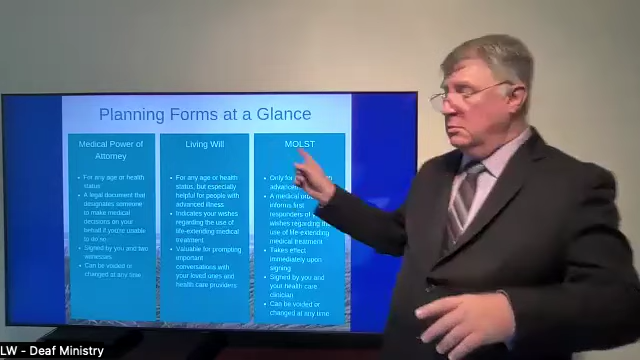 Planning Forms at a Glance
Medical Power of
Attorney
• For any age or health
status
• A legal document that
designates someone
to make medical
decisions on your
behalf if you're unable
to do so
• Signed by you and two
witnesses
• Can be voided or
changed at any time
Living Will
• For any age or health
status, but especially
helpful for people with
advanced illness
• Indicates your wishes
regarding the use of
life-extending medical
treatment
• Valuable for prompting
important
conversations with
your loved ones and
health care providers
MOLST
• Only for
advance
• A medical
informs first
responders of
wishes regarding
use of life-extending
medical treatment
• Takes effect
immediately upon
signing
• Signed by you and
your health care
clinician
• Can be voided or
changed at any time
LW - Deaf Ministry